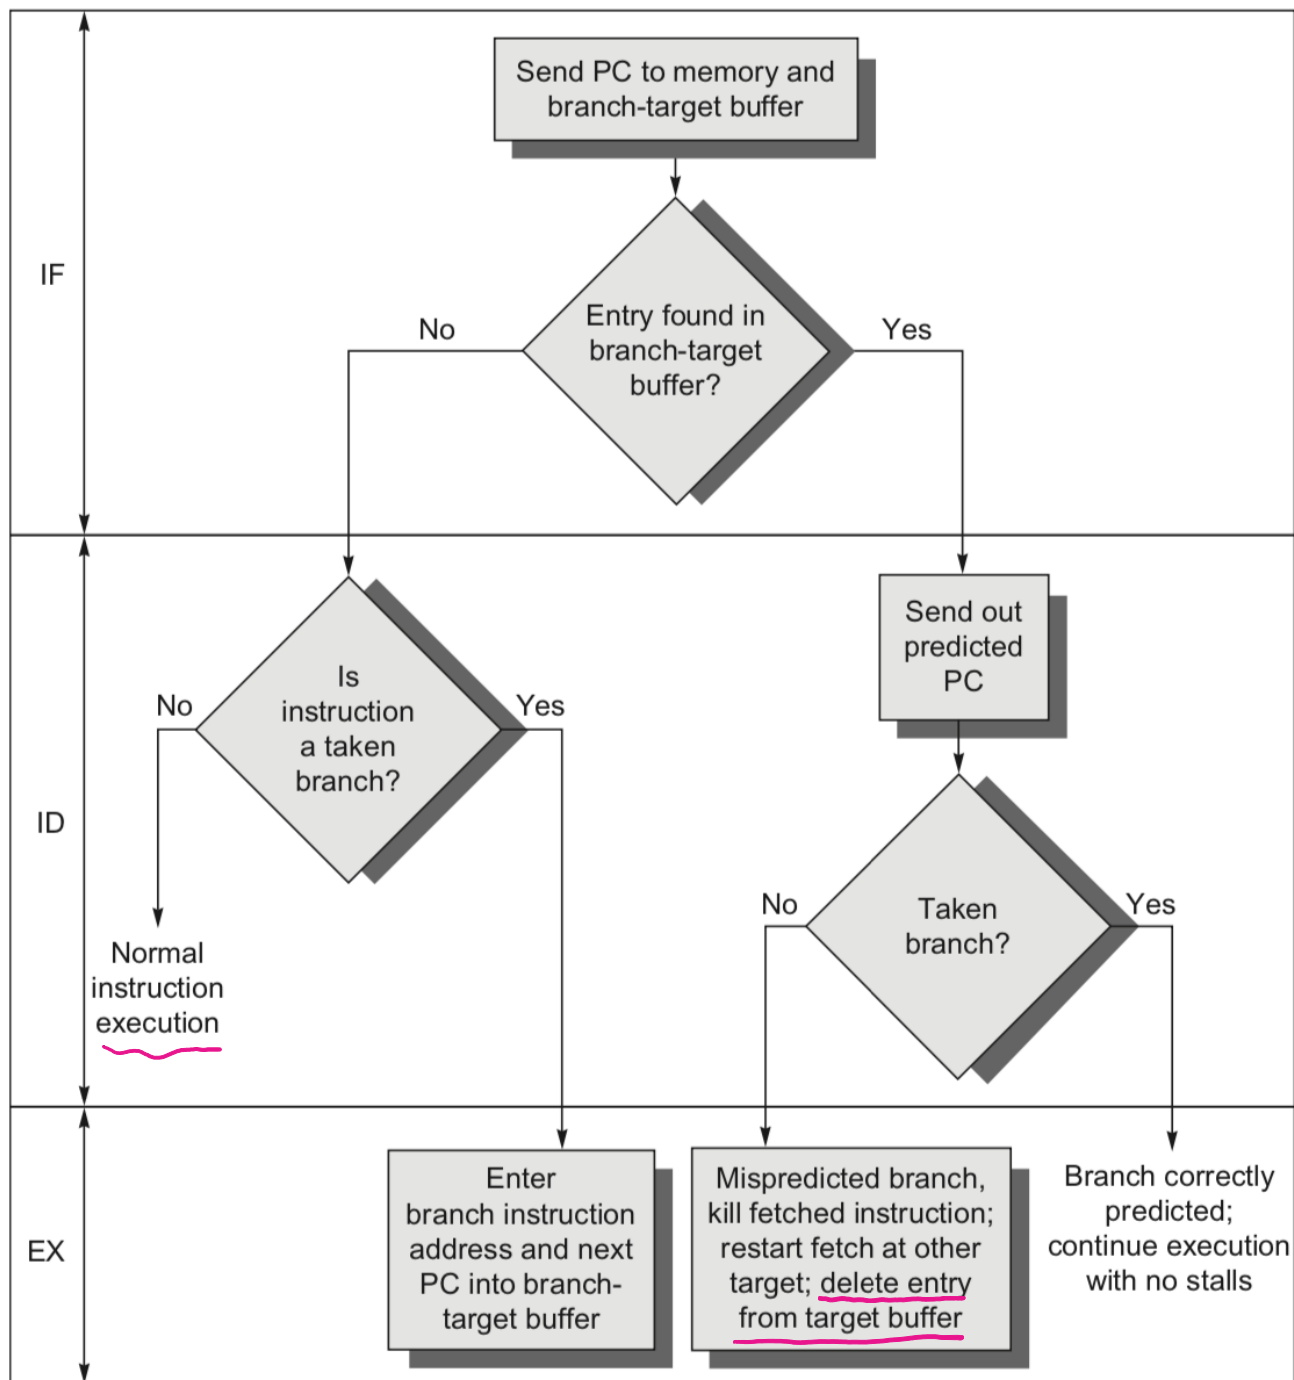 Send PC to memory and
branch-target buffer
IF
Entry found in
branch-target
buffer?
No
Yes
ID
Is
instruction
a taken
branch?
No
Yes
Normal
instruction
execution
Send out
predicted
PC
Taken
branch?
No
Yes
EX
Enter
branch instruction
address and next
PC into branch-
target buffer
Mispredicted branch,
kill fetched instruction;
restart fetch at other
target; delete entry
from target buffer
Branch correctly
predicted;
continue execution
with no stalls